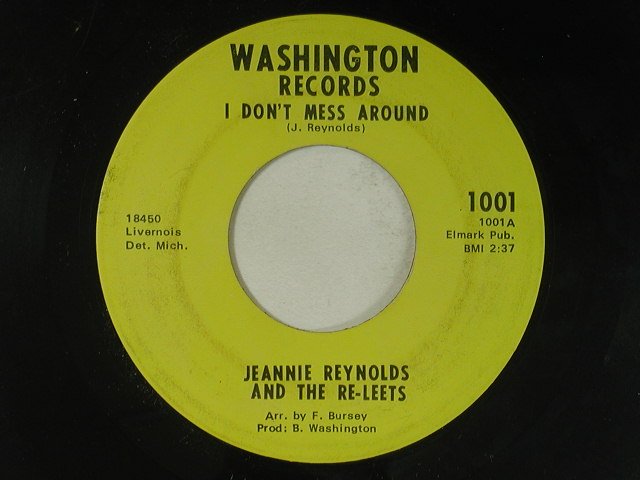 WASHINGTON
RECORDS
I DON'T MESS AROUND
(J. Reynolds)
18450
Livernois
Det. Mich.
1001
1001A
Elmark Pub.
BMI 2:37
JEANNIE REYNOLDS
AND THE RE-LEETS
Arr. by F. Bursey
Prod: B. Washington